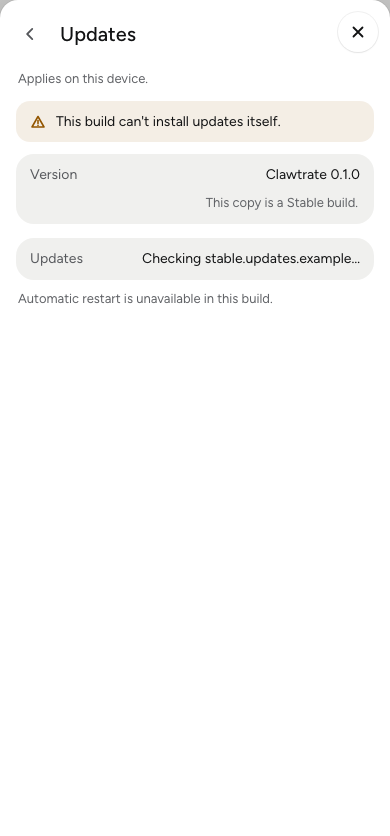 Updates
Applies on this device.
This build can't install updates itself.
Version
Clawtrate 0.1.0
This copy is a Stable build.
Updates
Checking stable.updates.example…
Automatic restart is unavailable in this build.